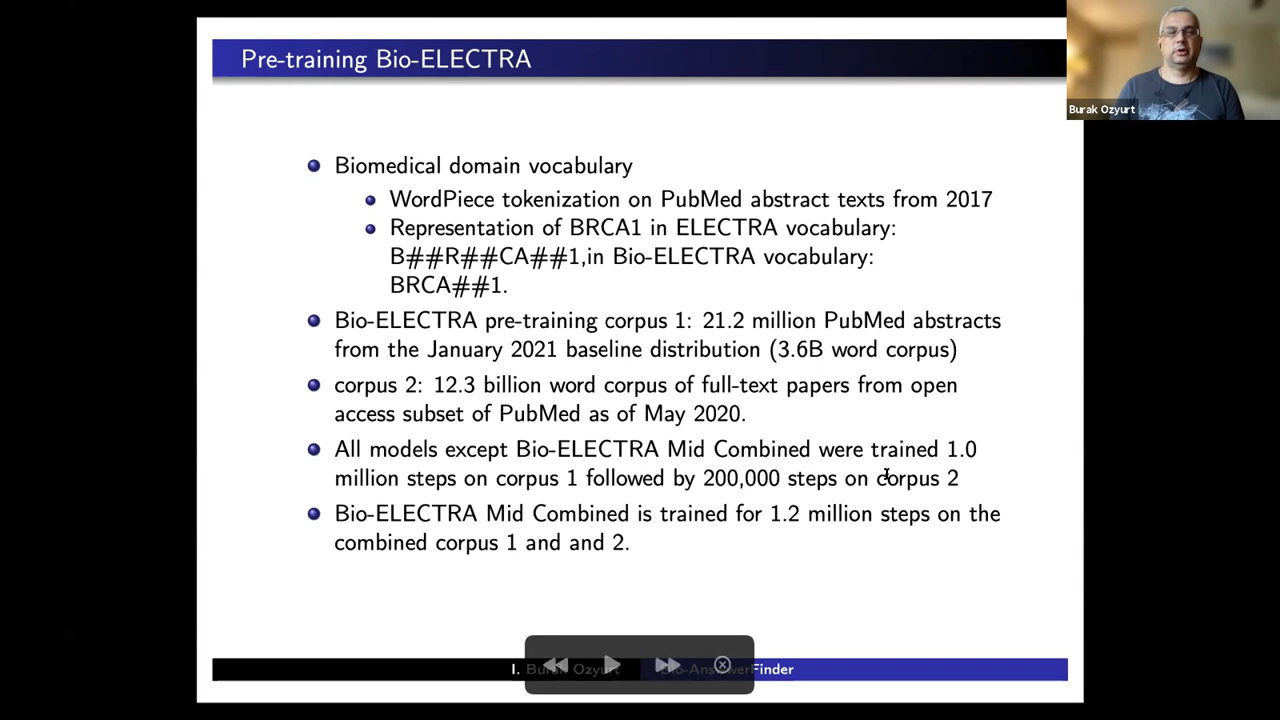 Pre-training Bio-ELECTRA
Burak Ozyurt
Biomedical domain vocabulary
WordPiece tokenization on PubMed abstract texts from 2017
Representation of BRCA1 in ELECTRA vocabulary:
B##R##CA##1,in Bio-ELECTRA vocabulary:
BRCA##1.
Bio-ELECTRA pre-training corpus 1: 21.2 million PubMed abstracts
from the January 2021 baseline distribution (3.6B word corpus)
corpus 2: 12.3 billion word corpus of full-text papers from open
access subset of PubMed as of May 2020.
All models except Bio-ELECTRA Mid Combined were trained 1.0
million steps on corpus 1 followed by 200,000 steps on corpus 2
Bio-ELECTRA Mid Combined is trained for 1.2 million steps on the
combined corpus 1 and and 2.
I. Burak Ozyurt Bio-AnswerFinder